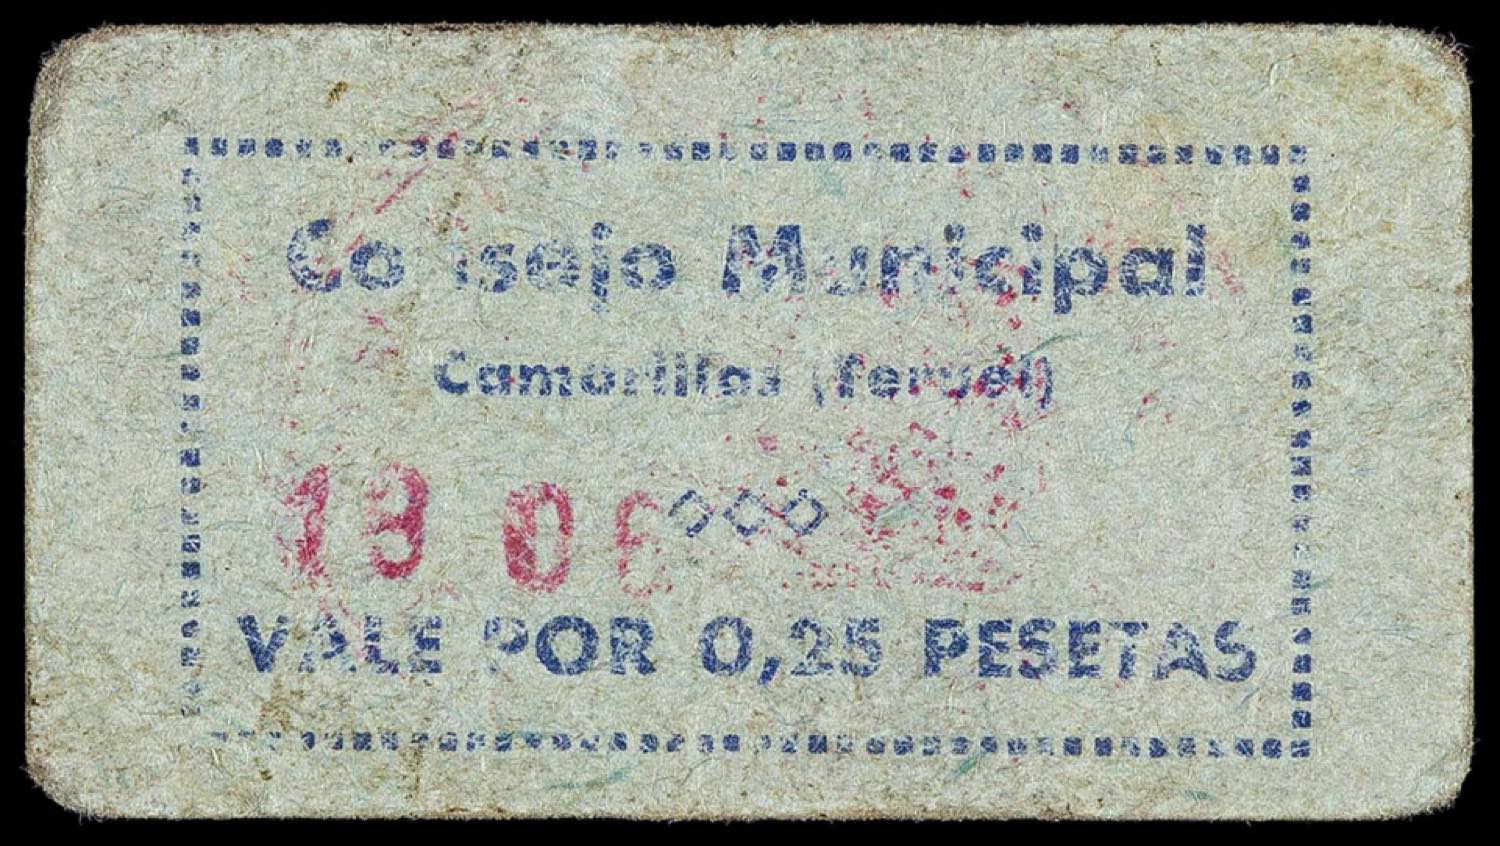 Consejo Municipal
Camarillas (Teruel)
1906
VALE POR 0,25 PESETAS